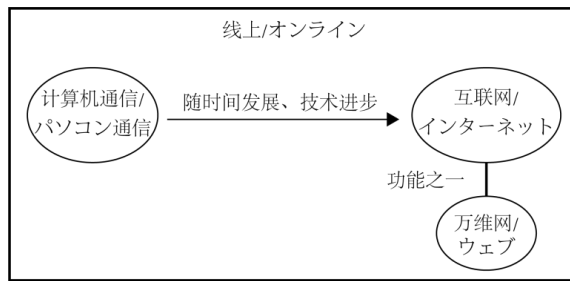 线上/オンライン
计算机通信/
パソコン通信
随时间发展、技术进步
互联网/
インターネット
功能之一
万维网/
ウェブ